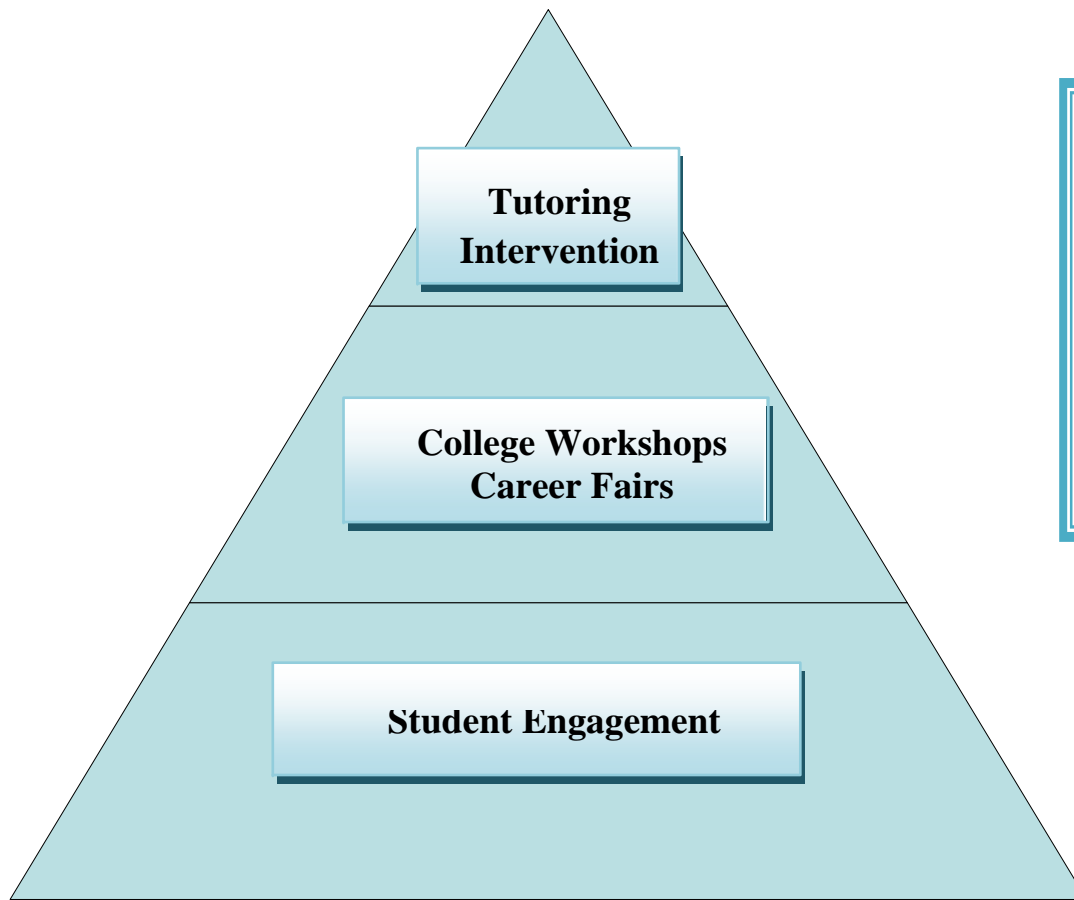 Tutoring
Intervention
College Workshops
Career Fairs
Student Engagement